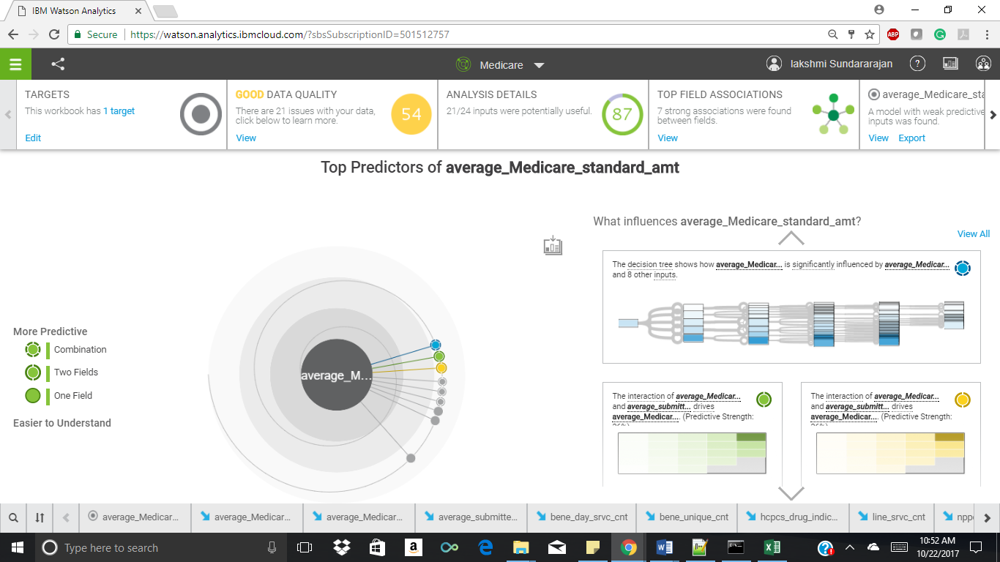 IBM Watson Analytics
Secure
https://watson.analytics.ibmcloud.com/?sbsSubscriptionID=501512757
ABP
Medicare
lakshmi Sundararajan
?
TARGETS
This workbook has 1 target
Edit
GOOD DATA QUALITY
There are 21 issues with your data,
click below to learn more.
54
View
ANALYSIS DETAILS
21/24 inputs were potentially useful.
87
TOP FIELD ASSOCIATIONS
7 strong associations were found
between fields.
View
average_Medicare_sta
A model with weak predictive
inputs was found.
View Export
Top Predictors of average_Medicare_standard_amt
What influences average_Medicare_standard_amt?
View All
The decision tree shows how average_Medicar... is significantly influenced by average_Medicar...
and 8 other inputs.
average_M...
More Predictive
Combination
Two Fields
One Field
Easier to Understand
The interaction of average_Medicar...
and average_submitt... drives
average_Medicar... (Predictive Strength:
The interaction of average_Medicar...
and average_submitt... drives
average_Medicar... (Predictive Strength:
average_Medicar...
average_Medicar...
average_Medicar...
average_submitte...
bene_day_srvc_cnt
bene_unique_cnt
hcpcs_drug_indic...
line_srvc_cnt
Type here to search
10:52 AM
10/22/2017